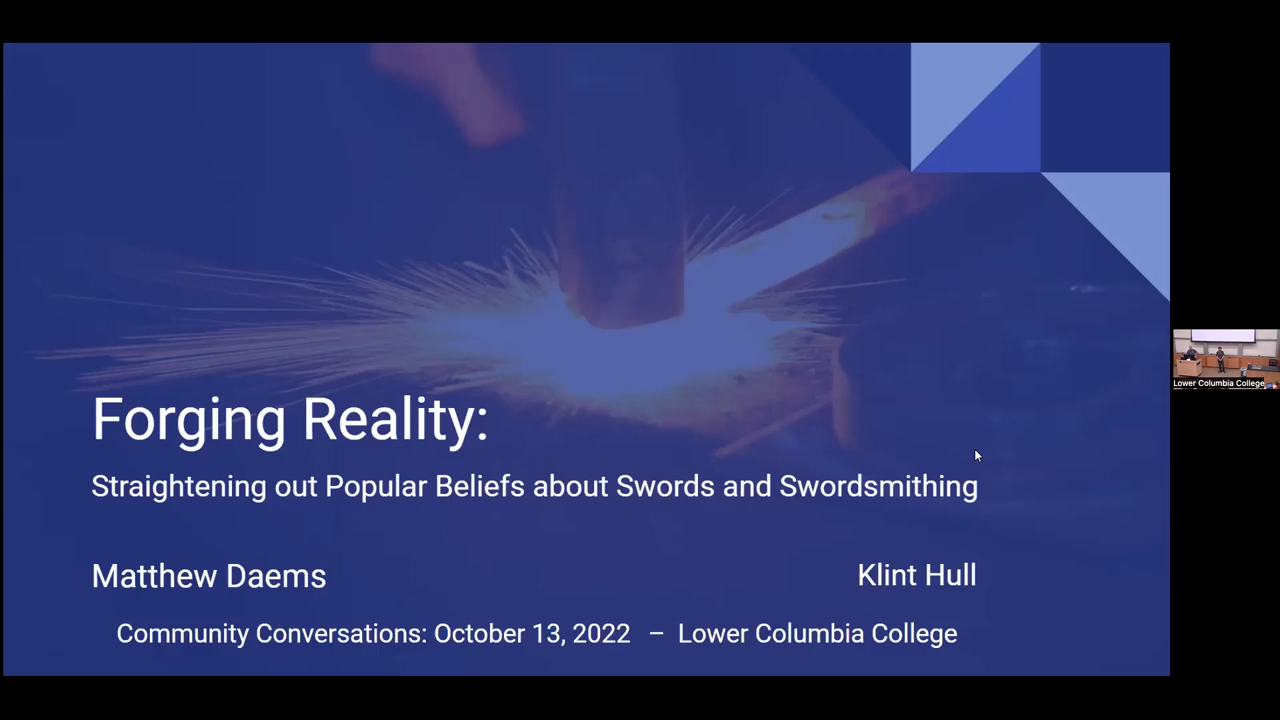 Forging Reality:
Straightening out Popular Beliefs about Swords and Swordsmithing
Matthew Daems
Klint Hull
Community Conversations: October 13, 2022 – Lower Columbia College
Lower Columbia College